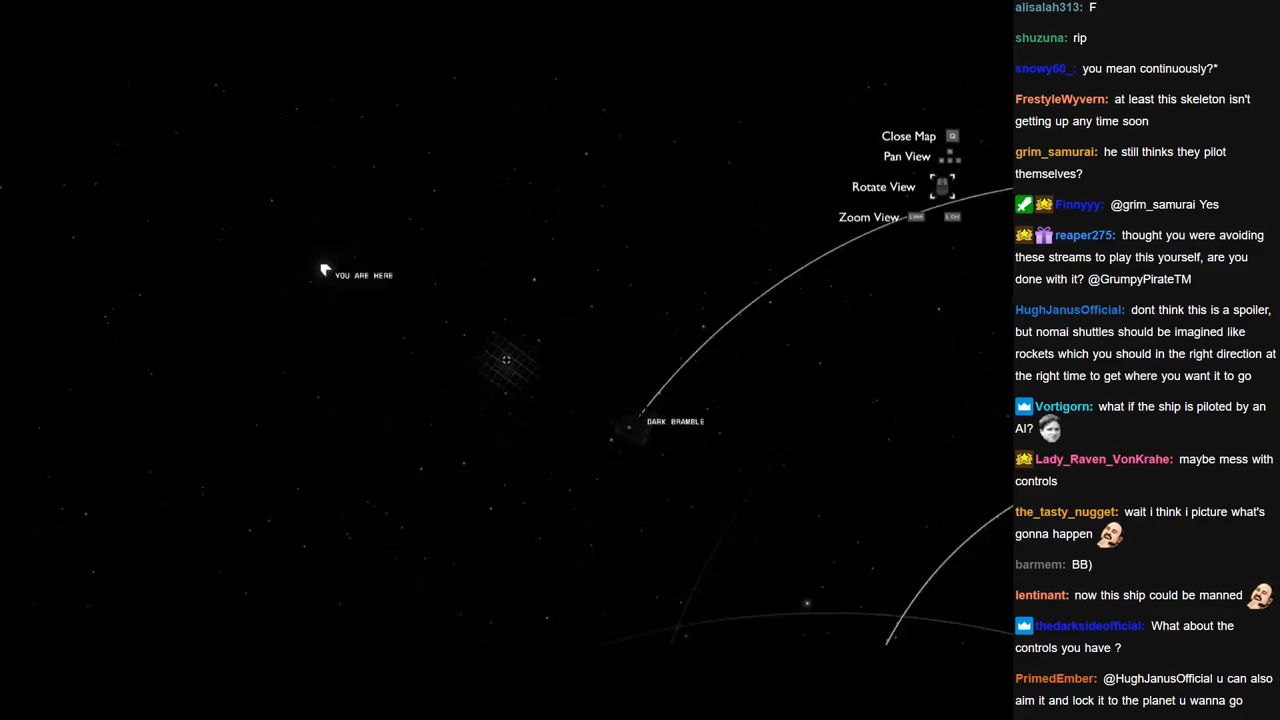 Close Map Q
Pan View
Rotate View
Zoom View
YOU ARE HERE
DARK BRAMBLE
alisalah313: F
shuzuna: rip
snowy60_: you mean continuously?*
FrestyleWyvern: at least this skeleton isn't
getting up any time soon
grim_samurai: he still thinks they pilot
themselves?
Finnyyy: @grim_samurai Yes
reaper275: thought you were avoiding
these streams to play this yourself, are you
done with it? @GrumpyPirateTM
HughJanusOfficial: dont think this is a spoiler,
but nomai shuttles should be imagined like
rockets which you should in the right direction at
the right time to get where you want it to go
Vortigorn: what if the ship is piloted by an
AI?
Lady_Raven_VonKrahe: maybe mess with
controls
the_tasty_nugget: wait i think i picture what's
gonna happen
barmem: BB)
lentinant: now this ship could be manned
thedarksideofficial: What about the
controls you have ?
PrimedEmber: @HughJanusOfficial u can also
aim it and lock it to the planet u wanna go